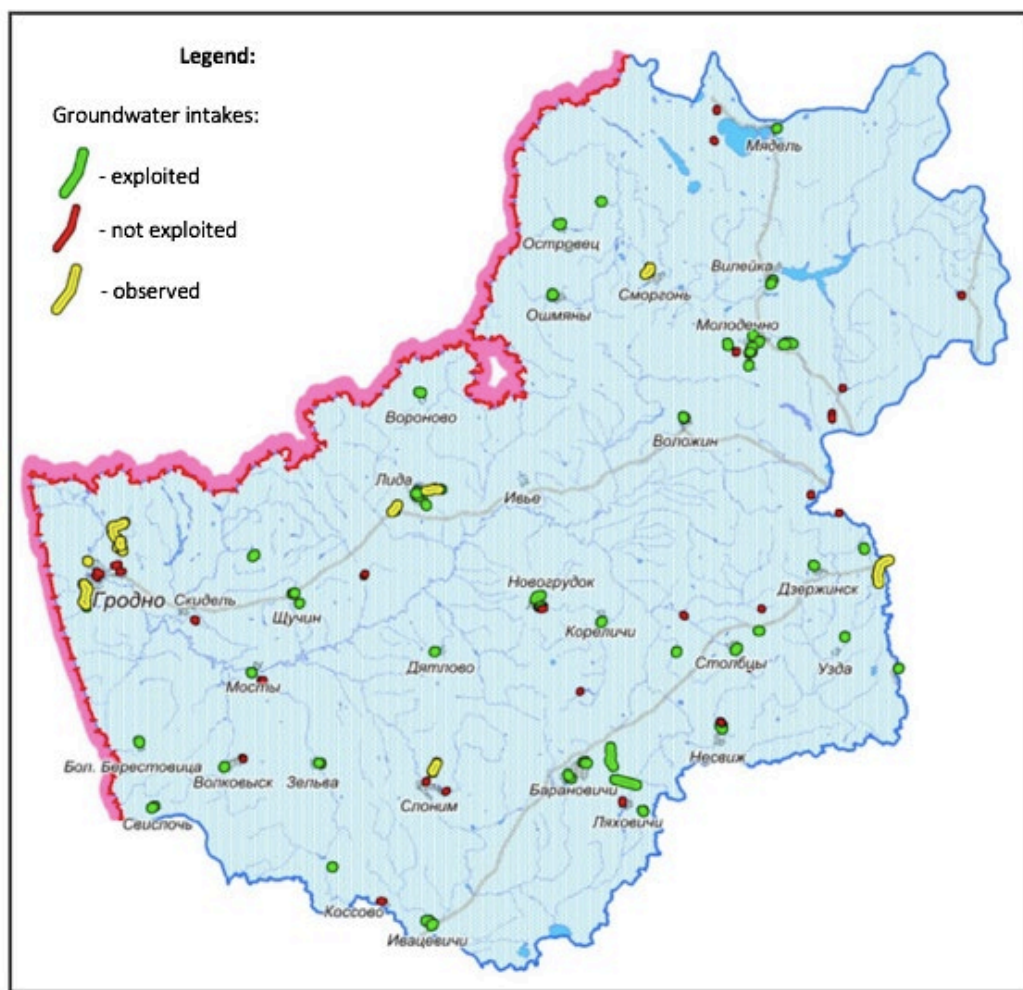 Legend:
Groundwater intakes:
- exploited
- not exploited
- observed
Мядель
Островец
Вилейка
Сморгонь
Ошмяны
Молодечно
Вороново
Воложин
Лида
Ивье
Новогрудок
Дзержинск
Гродно
Скидель
Щучин
Кореличи
Дятлово
Столбцы
Узда
Мосты
Несвиж
Бол. Берестовица
Волковыск
Зельва
Барановичи
Слоним
Ляховичи
Свислочь
Коссово
Ивацевичи